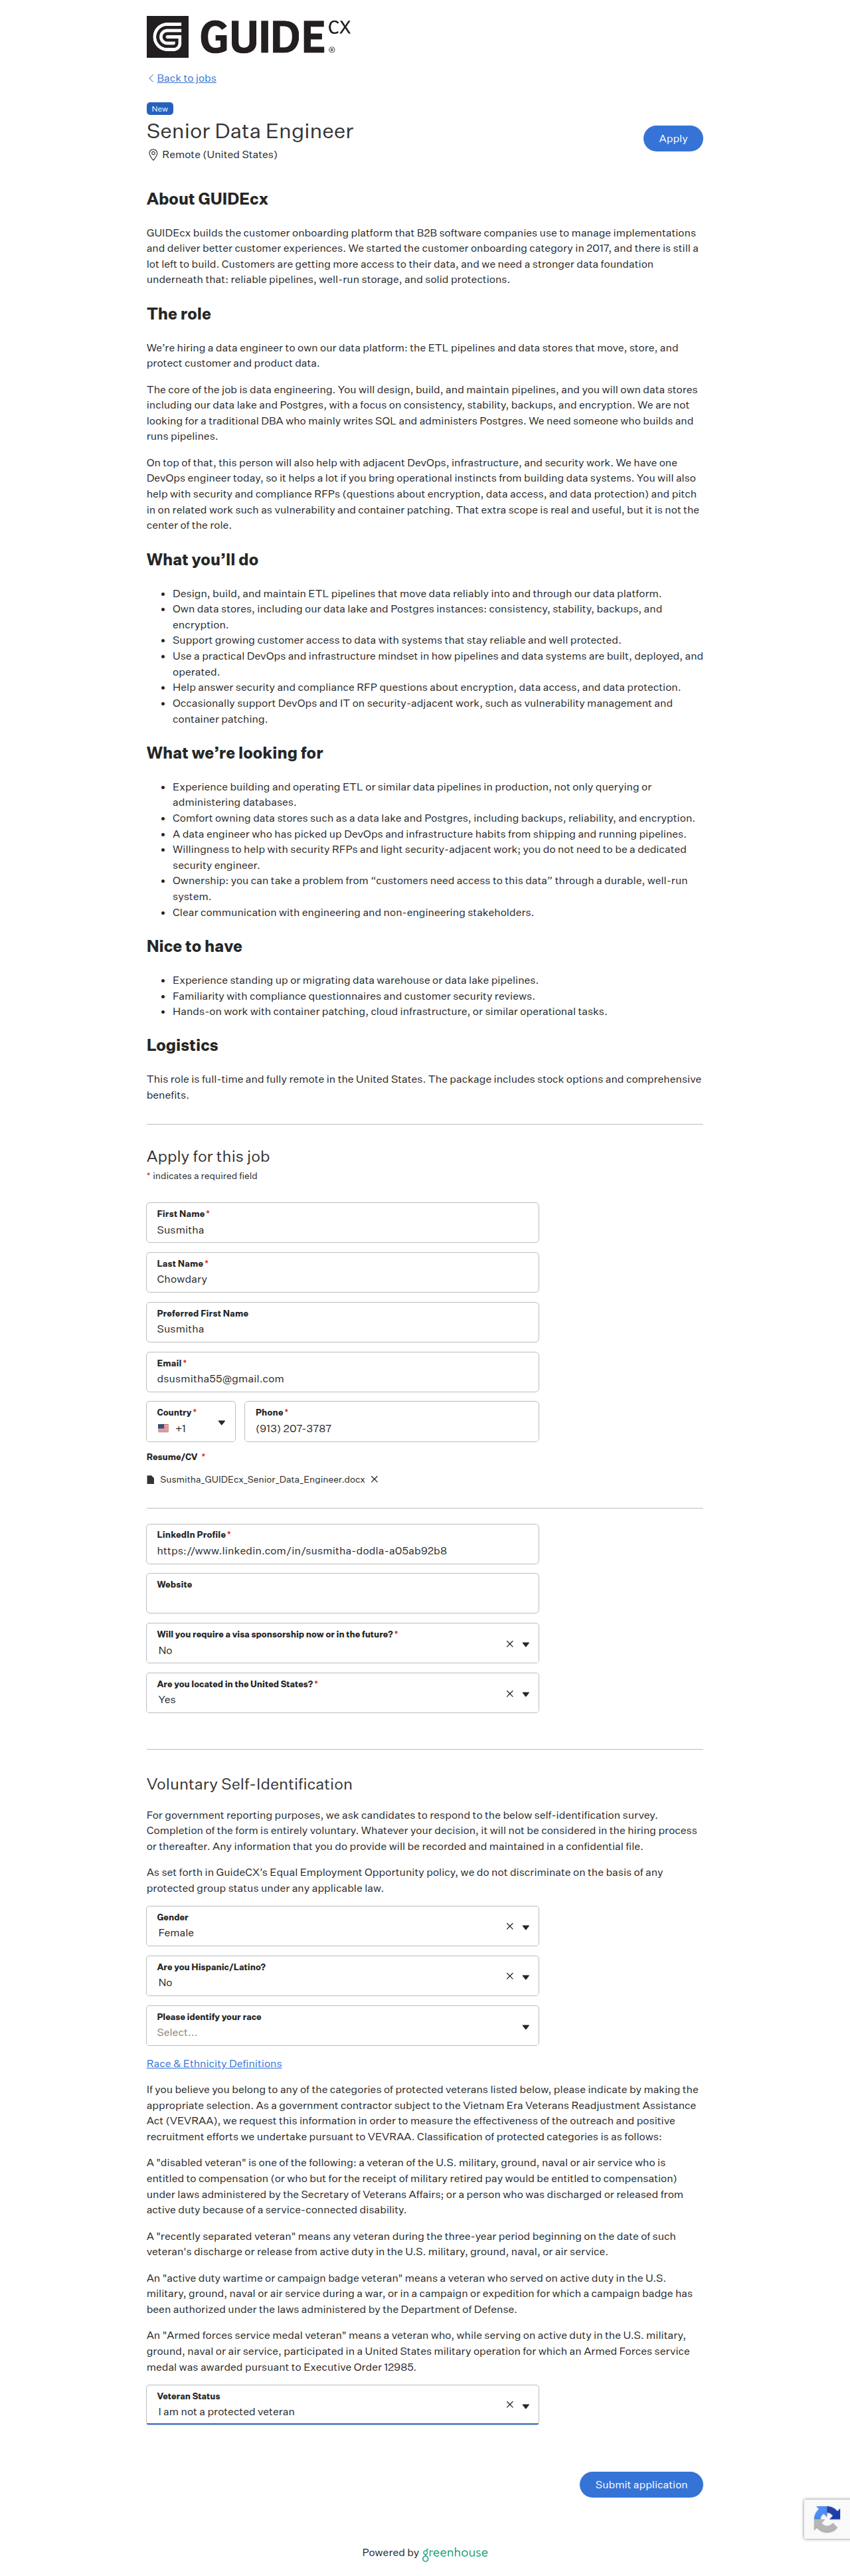 GUIDE CX ®
Back to jobs
New
Senior Data Engineer
Apply
Remote (United States)
About GUIDEcx
GUIDEcx builds the customer onboarding platform that B2B software companies use to manage implementations
and deliver better customer experiences. We started the customer onboarding category in 2017, and there is still a
lot left to build. Customers are getting more access to their data, and we need a stronger data foundation
underneath that: reliable pipelines, well-run storage, and solid protections.
The role
We’re hiring a data engineer to own our data platform: the ETL pipelines and data stores that move, store, and
protect customer and product data.
The core of the job is data engineering. You will design, build, and maintain pipelines, and you will own data stores
including our data lake and Postgres, with a focus on consistency, stability, backups, and encryption. We are not
looking for a traditional DBA who mainly writes SQL and administers Postgres. We need someone who builds and
runs pipelines.
On top of that, this person will also help with adjacent DevOps, infrastructure, and security work. We have one
DevOps engineer today, so it helps a lot if you bring operational instincts from building data systems. You will also
help with security and compliance RFPs (questions about encryption, data access, and data protection) and pitch
in on related work such as vulnerability and container patching. That extra scope is real and useful, but it is not the
center of the role.
What you’ll do
• Design, build, and maintain ETL pipelines that move data reliably into and through our data platform.
• Own data stores, including our data lake and Postgres instances: consistency, stability, backups, and
encryption.
• Support growing customer access to data with systems that stay reliable and well protected.
• Use a practical DevOps and infrastructure mindset in how pipelines and data systems are built, deployed, and
operated.
• Help answer security and compliance RFP questions about encryption, data access, and data protection.
• Occasionally support DevOps and IT on security-adjacent work, such as vulnerability management and
container patching.
What we’re looking for
• Experience building and operating ETL or similar data pipelines in production, not only querying or
administering databases.
• Comfort owning data stores such as a data lake and Postgres, including backups, reliability, and encryption.
• A data engineer who has picked up DevOps and infrastructure habits from shipping and running pipelines.
• Willingness to help with security RFPs and light security-adjacent work; you do not need to be a dedicated
security engineer.
• Ownership: you can take a problem from “customers need access to this data” through a durable, well-run
system.
• Clear communication with engineering and non-engineering stakeholders.
Nice to have
• Experience standing up or migrating data warehouse or data lake pipelines.
• Familiarity with compliance questionnaires and customer security reviews.
• Hands-on work with container patching, cloud infrastructure, or similar operational tasks.
Logistics
This role is full-time and fully remote in the United States. The package includes stock options and comprehensive
benefits.
Apply for this job
* indicates a required field
First Name*
Susmitha
Last Name*
Chowdary
Preferred First Name
Susmitha
Email*
dsusmitha55@gmail.com
Country*
+1
Phone*
(913) 207-3787
Resume/CV *
Susmitha_GUIDEcx_Senior_Data_Engineer.docx
LinkedIn Profile*
https://www.linkedin.com/in/susmitha-dodla-a05ab92b8
Website
Will you require a visa sponsorship now or in the future?*
No
Are you located in the United States?*
Yes
Voluntary Self-Identification
For government reporting purposes, we ask candidates to respond to the below self-identification survey.
Completion of the form is entirely voluntary. Whatever your decision, it will not be considered in the hiring process
or thereafter. Any information that you do provide will be recorded and maintained in a confidential file.
As set forth in GuideCX’s Equal Employment Opportunity policy, we do not discriminate on the basis of any
protected group status under any applicable law.
Gender
Female
Are you Hispanic/Latino?
No
Please identify your race
Select...
Race & Ethnicity Definitions
If you believe you belong to any of the categories of protected veterans listed below, please indicate by making the
appropriate selection. As a government contractor subject to the Vietnam Era Veterans Readjustment Assistance
Act (VEVRAA), we request this information in order to measure the effectiveness of the outreach and positive
recruitment efforts we undertake pursuant to VEVRAA. Classification of protected categories is as follows:
A "disabled veteran" is one of the following: a veteran of the U.S. military, ground, naval or air service who is
entitled to compensation (or who but for the receipt of military retired pay would be entitled to compensation)
under laws administered by the Secretary of Veterans Affairs; or a person who was discharged or released from
active duty because of a service-connected disability.
A "recently separated veteran" means any veteran during the three-year period beginning on the date of such
veteran's discharge or release from active duty in the U.S. military, ground, naval, or air service.
An "active duty wartime or campaign badge veteran" means a veteran who served on active duty in the U.S.
military, ground, naval or air service during a war, or in a campaign or expedition for which a campaign badge has
been authorized under the laws administered by the Department of Defense.
An "Armed forces service medal veteran" means a veteran who, while serving on active duty in the U.S. military,
ground, naval or air service, participated in a United States military operation for which an Armed Forces service
medal was awarded pursuant to Executive Order 12985.
Veteran Status
I am not a protected veteran
Submit application
Powered by greenhouse